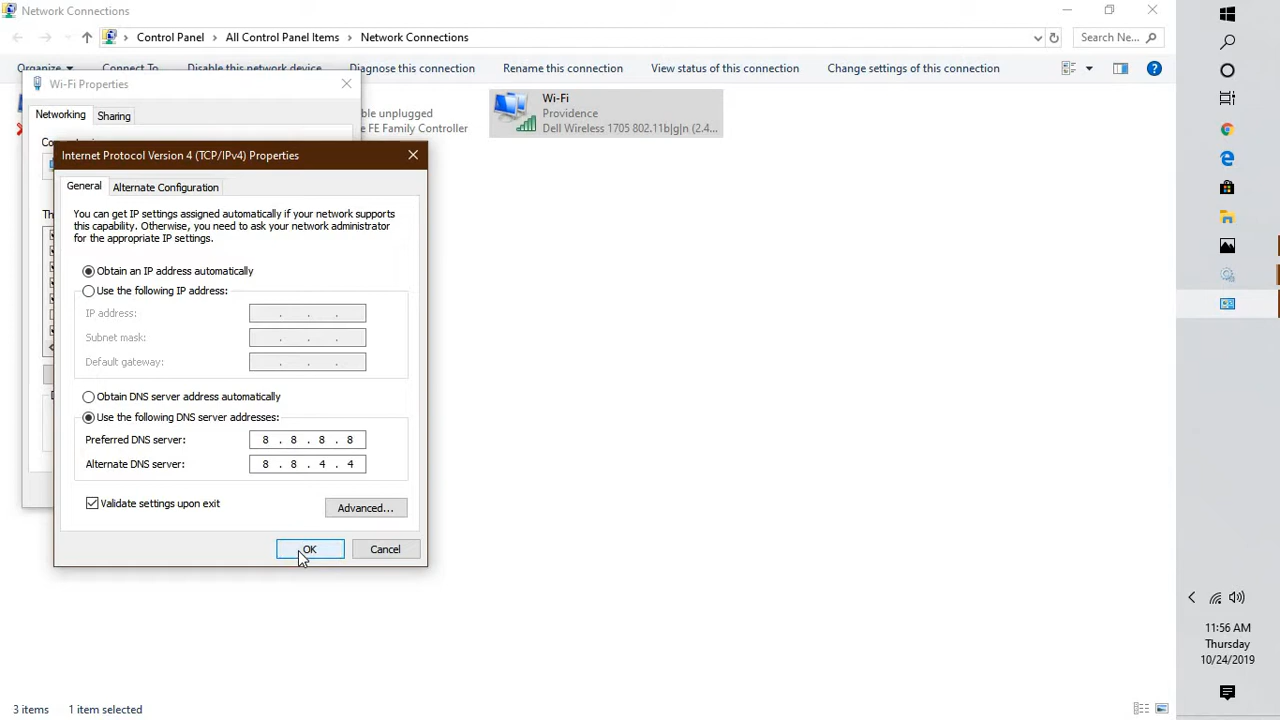 Network Connections
Control Panel
All Control Panel Items
Network Connections
Search Ne...
Organize
Connect To
Disable this network device
Diagnose this connection
Rename this connection
View status of this connection
Change settings of this connection
Wi-Fi Properties
Networking
Sharing
ble unplugged
e FE Family Controller
Wi-Fi
Providence
Dell Wireless 1705 802.11b|g|n (2.4...
Internet Protocol Version 4 (TCP/IPv4) Properties
General
Alternate Configuration
You can get IP settings assigned automatically if your network supports
this capability. Otherwise, you need to ask your network administrator
for the appropriate IP settings.
Obtain an IP address automatically
Use the following IP address:
IP address:
Subnet mask:
Default gateway:
Obtain DNS server address automatically
Use the following DNS server addresses:
Preferred DNS server: 8 . 8 . 8 . 8
Alternate DNS server: 8 . 8 . 4 . 4
Validate settings upon exit
Advanced...
OK
Cancel
11:56 AM
Thursday
10/24/2019
3 items
1 item selected